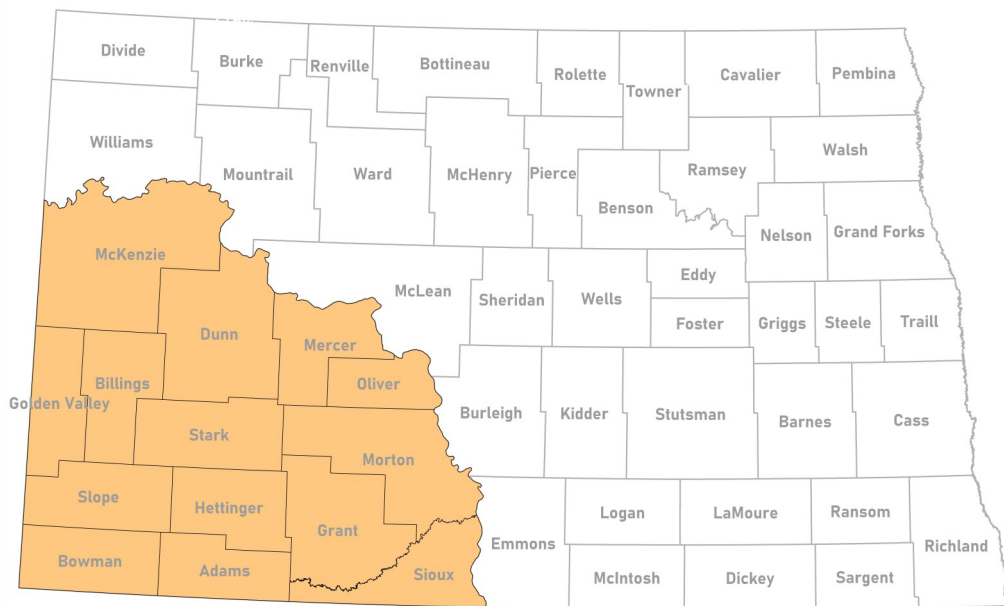 Divide
Burke
Renville
Bottineau
Rolette
Towner
Cavalier
Pembina
Williams
Mountrail
Ward
McHenry
Pierce
Benson
Ramsey
Walsh
Nelson
Grand Forks
McKenzie
McLean
Sheridan
Wells
Eddy
Foster
Griggs
Steele
Traill
Dunn
Mercer
Oliver
Golden Valley
Billings
Stark
Morton
Burleigh
Kidder
Stutsman
Barnes
Cass
Slope
Hettinger
Grant
Bowman
Adams
Sioux
Emmons
Logan
LaMoure
Ransom
Richland
McIntosh
Dickey
Sargent